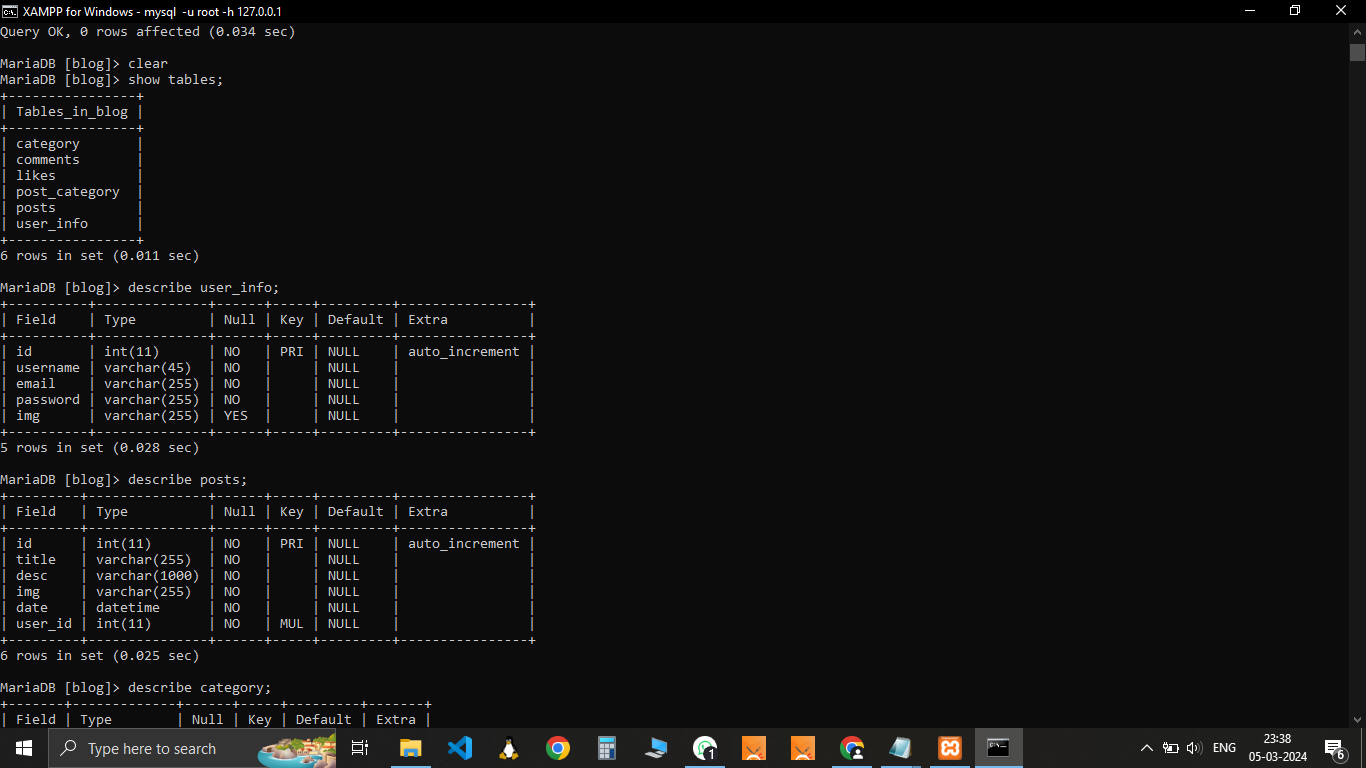 XAMPP for Windows - mysql -u root -h 127.0.0.1
Query OK, 0 rows affected (0.034 sec)
MariaDB [blog]> clear
MariaDB [blog]> show tables;
+----------------+
| Tables_in_blog |
+----------------+
| category       |
| comments       |
| likes          |
| post_category  |
| posts          |
| user_info      |
+----------------+
6 rows in set (0.011 sec)
MariaDB [blog]> describe user_info;
+----------+--------------+------+-----+---------+----------------+
| Field    | Type         | Null | Key | Default | Extra          |
+----------+--------------+------+-----+---------+----------------+
| id       | int(11)      | NO   | PRI | NULL    | auto_increment |
| username | varchar(45)  | NO   |     | NULL    |                |
| email    | varchar(255) | NO   |     | NULL    |                |
| password | varchar(255) | NO   |     | NULL    |                |
| img      | varchar(255) | YES  |     | NULL    |                |
+----------+--------------+------+-----+---------+----------------+
5 rows in set (0.028 sec)
MariaDB [blog]> describe posts;
+---------+---------------+------+-----+---------+----------------+
| Field   | Type          | Null | Key | Default | Extra          |
+---------+---------------+------+-----+---------+----------------+
| id      | int(11)       | NO   | PRI | NULL    | auto_increment |
| title   | varchar(255)  | NO   |     | NULL    |                |
| desc    | varchar(1000) | NO   |     | NULL    |                |
| img     | varchar(255)  | NO   |     | NULL    |                |
| date    | datetime      | NO   |     | NULL    |                |
| user_id | int(11)       | NO   | MUL | NULL    |                |
+---------+---------------+------+-----+---------+----------------+
6 rows in set (0.025 sec)
MariaDB [blog]> describe category;
+-------+-------------+------+-----+---------+-------+
| Field | Type        | Null | Key | Default | Extra |
Type here to search
1
ENG
23:38
05-03-2024
6